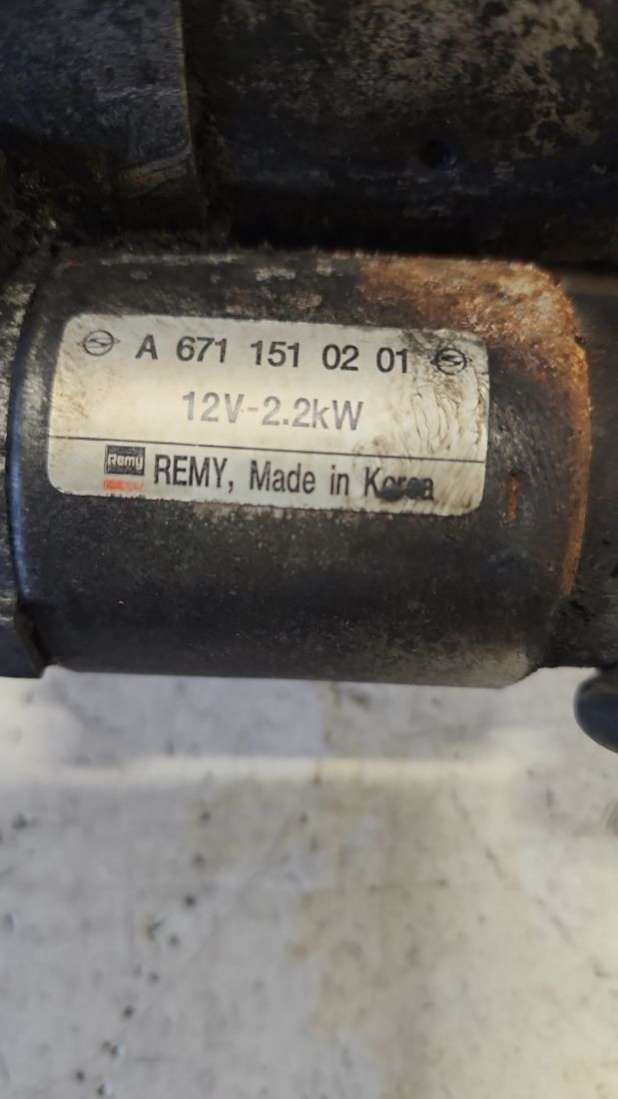 A 671 151 02 01
12V-2.2kW
Remy
REMY, Made in Korea